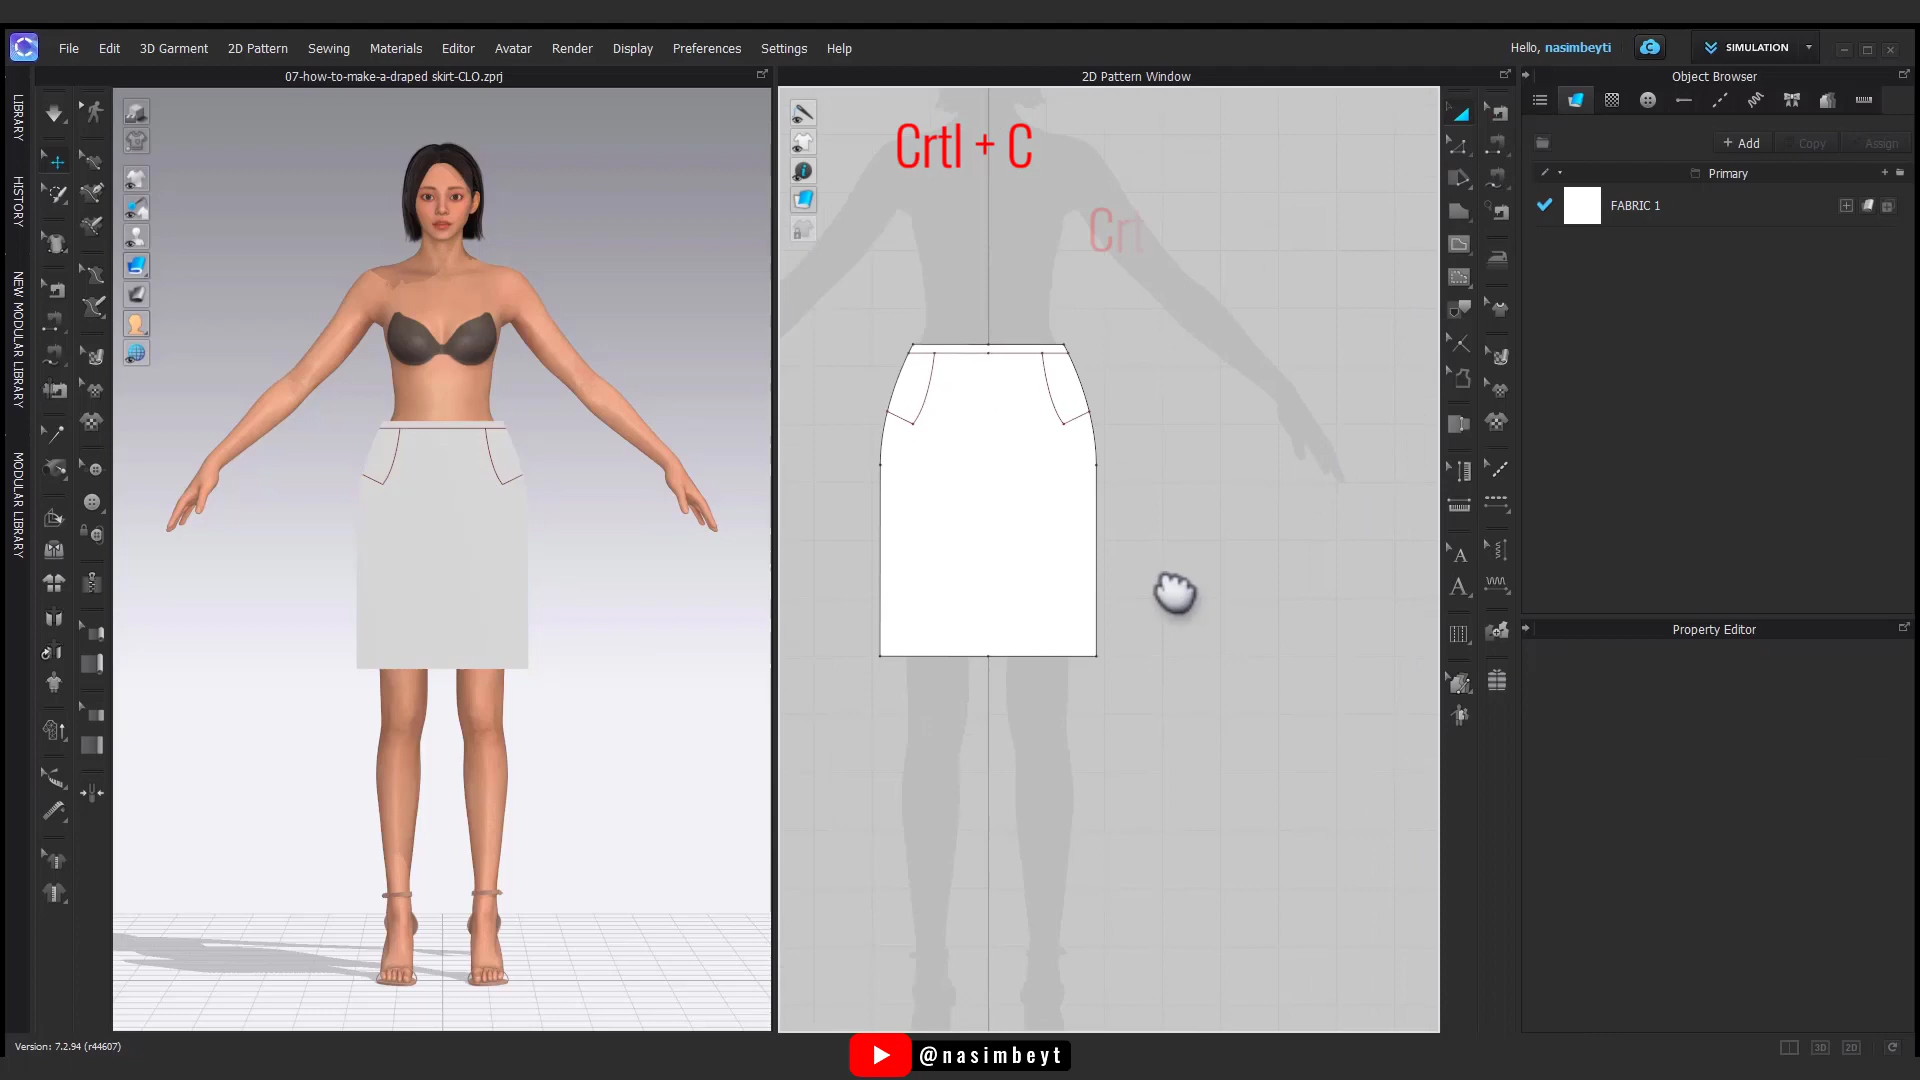 File Edit 3D Garment 2D Pattern Sewing Materials Editor Avatar Render Display Preferences Settings Help
Hello, nasimbeyti
SIMULATION
07-how-to-make-a-draped skirt-CLO.zprj
2D Pattern Window
Object Browser
LIBRARY
HISTORY
NEW MODULAR LIBRARY
MODULAR LIBRARY
Crtl + C
Crt
+ Add
Copy
Assign
Primary
FABRIC 1
A
A
Property Editor
Version: 7.2.94 (r44607)
@nasimbeyt
3D
2D